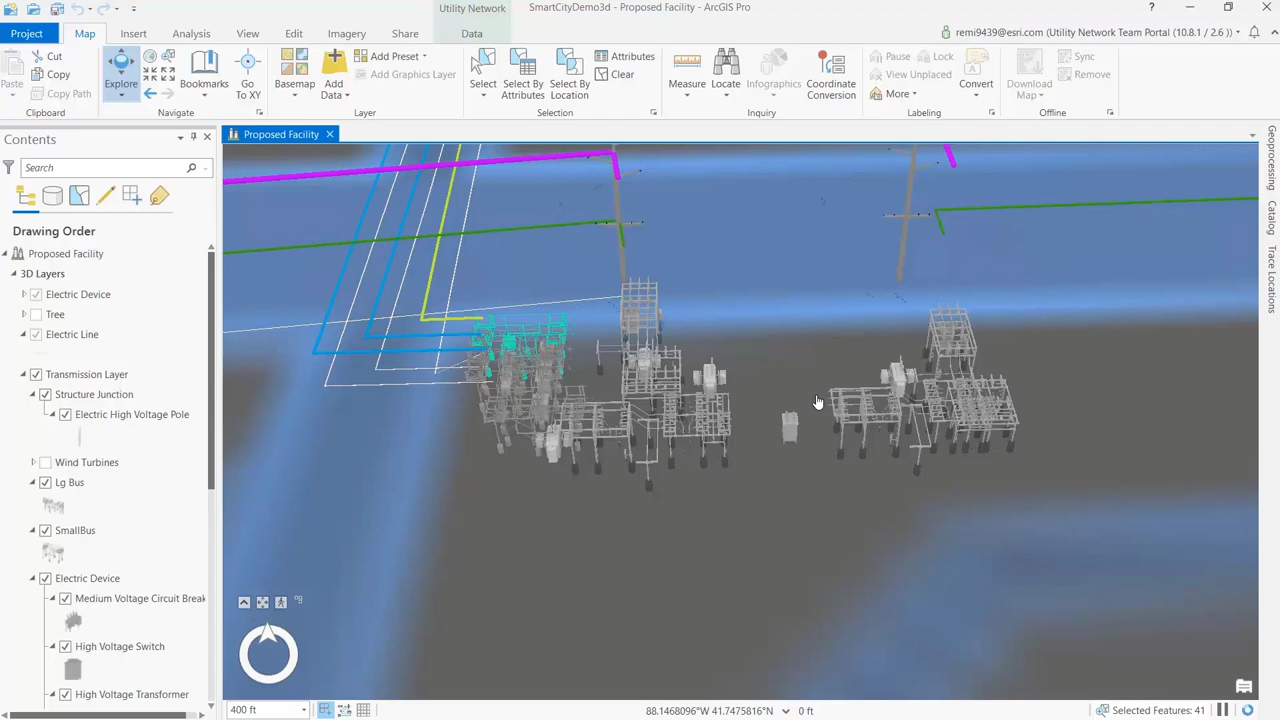 Utility Network
SmartCityDemo3d - Proposed Facility - ArcGIS Pro
?
Project
Map
Insert
Analysis
View
Edit
Imagery
Share
Data
remi9439@esri.com (Utility Network Team Portal (10.8.1 / 2.6 ))
Paste
Cut
Copy
Copy Path
Clipboard
Explore
Bookmarks
Go
To XY
Navigate
Basemap
Add
Data
Add Preset
Add Graphics Layer
Layer
Select
Select By
Attributes
Select By
Location
Attributes
Clear
Selection
Measure
Locate
Infographics
Coordinate
Conversion
Inquiry
Pause
Lock
View Unplaced
More
Convert
Labeling
Download
Map
Sync
Remove
Offline
Contents
Search
Drawing Order
Proposed Facility
3D Layers
Electric Device
Tree
Electric Line
Transmission Layer
Structure Junction
Electric High Voltage Pole
Wind Turbines
Lg Bus
SmallBus
Electric Device
Medium Voltage Circuit Break
High Voltage Switch
High Voltage Transformer
Proposed Facility
Geoprocessing
Catalog
Trace Locations
400 ft
88.1468096°W 41.7475816°N
0 ft
Selected Features: 41